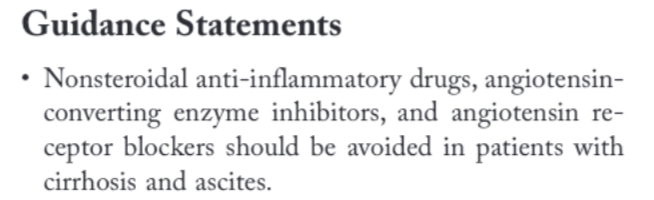 Guidance Statements
• Nonsteroidal anti-inflammatory drugs, angiotensin-
converting enzyme inhibitors, and angiotensin re-
ceptor blockers should be avoided in patients with
cirrhosis and ascites.